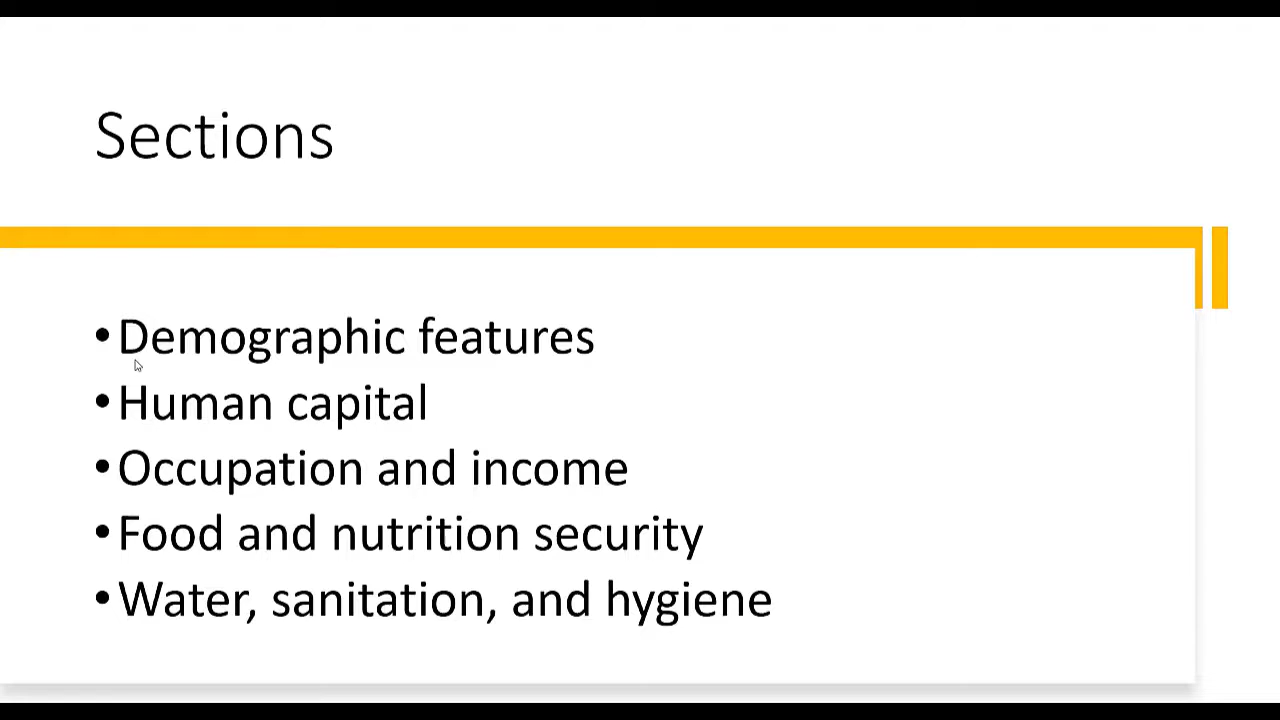 Sections
•Demographic features
•Human capital
•Occupation and income
•Food and nutrition security
•Water, sanitation, and hygiene